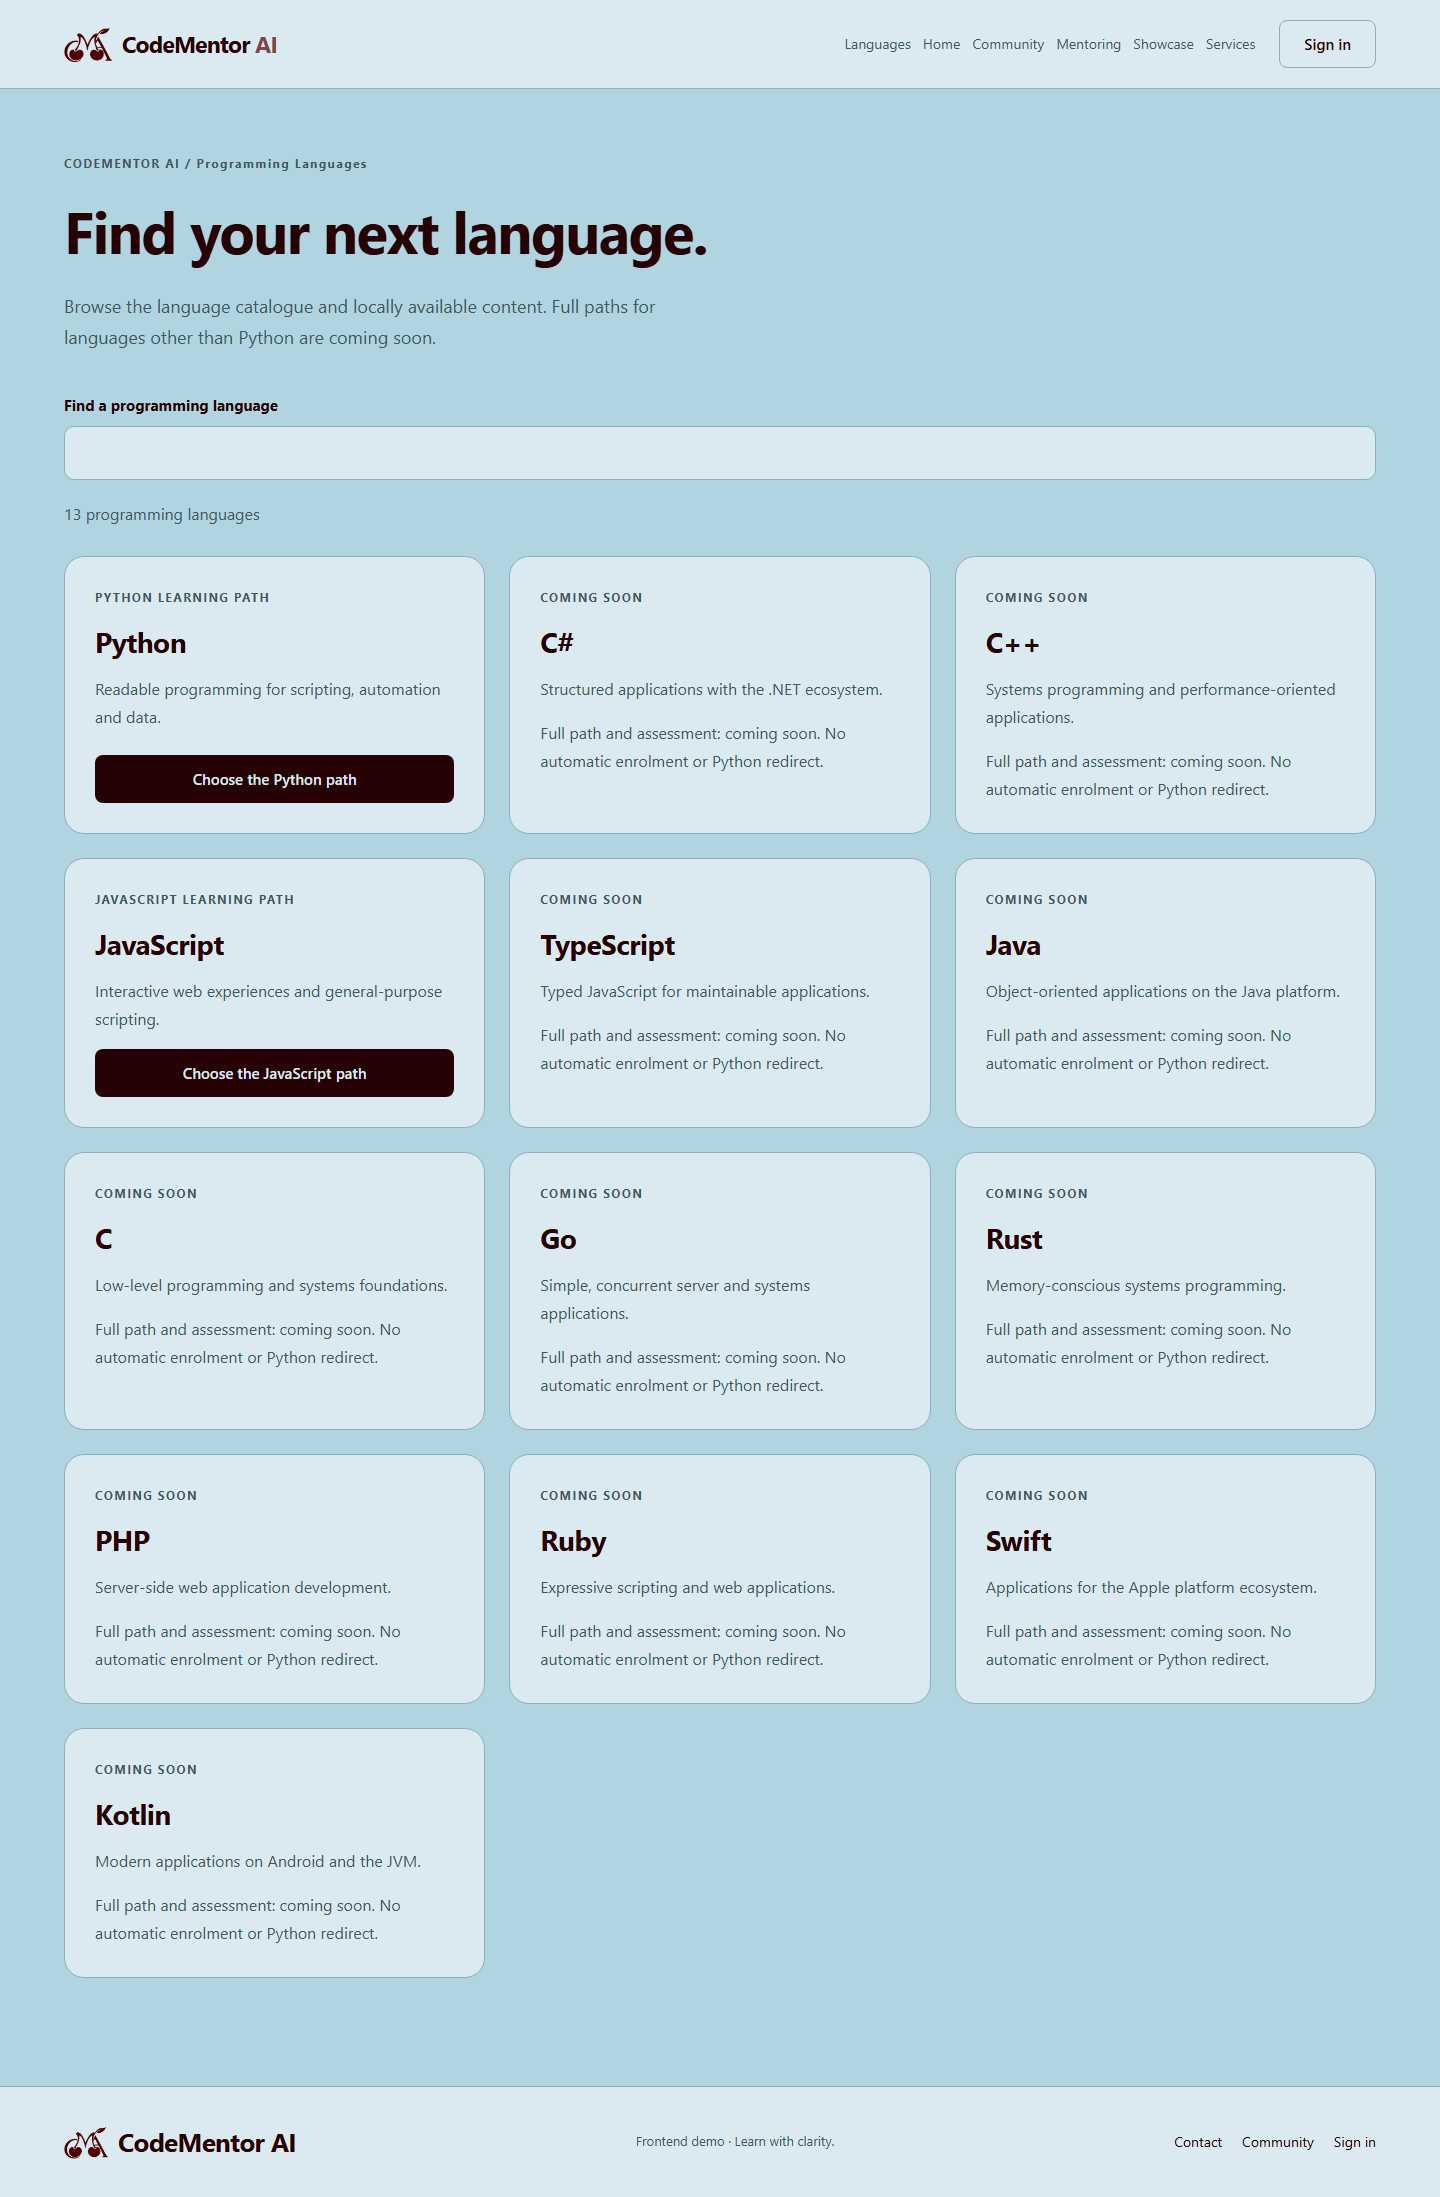 CodeMentor AI
Languages Home Community Mentoring Showcase Services Sign in
CODEMENTOR AI / Programming Languages
Find your next language.
Browse the language catalogue and locally available content. Full paths for
languages other than Python are coming soon.
Find a programming language
13 programming languages
PYTHON LEARNING PATH
Python
Readable programming for scripting, automation
and data.
Choose the Python path
COMING SOON
C#
Structured applications with the .NET ecosystem.
Full path and assessment: coming soon. No
automatic enrolment or Python redirect.
COMING SOON
C++
Systems programming and performance-oriented
applications.
Full path and assessment: coming soon. No
automatic enrolment or Python redirect.
JAVASCRIPT LEARNING PATH
JavaScript
Interactive web experiences and general-purpose
scripting.
Choose the JavaScript path
COMING SOON
TypeScript
Typed JavaScript for maintainable applications.
Full path and assessment: coming soon. No
automatic enrolment or Python redirect.
COMING SOON
Java
Object-oriented applications on the Java platform.
Full path and assessment: coming soon. No
automatic enrolment or Python redirect.
COMING SOON
C
Low-level programming and systems foundations.
Full path and assessment: coming soon. No
automatic enrolment or Python redirect.
COMING SOON
Go
Simple, concurrent server and systems
applications.
Full path and assessment: coming soon. No
automatic enrolment or Python redirect.
COMING SOON
Rust
Memory-conscious systems programming.
Full path and assessment: coming soon. No
automatic enrolment or Python redirect.
COMING SOON
PHP
Server-side web application development.
Full path and assessment: coming soon. No
automatic enrolment or Python redirect.
COMING SOON
Ruby
Expressive scripting and web applications.
Full path and assessment: coming soon. No
automatic enrolment or Python redirect.
COMING SOON
Swift
Applications for the Apple platform ecosystem.
Full path and assessment: coming soon. No
automatic enrolment or Python redirect.
COMING SOON
Kotlin
Modern applications on Android and the JVM.
Full path and assessment: coming soon. No
automatic enrolment or Python redirect.
CodeMentor AI
Frontend demo · Learn with clarity.
Contact Community Sign in